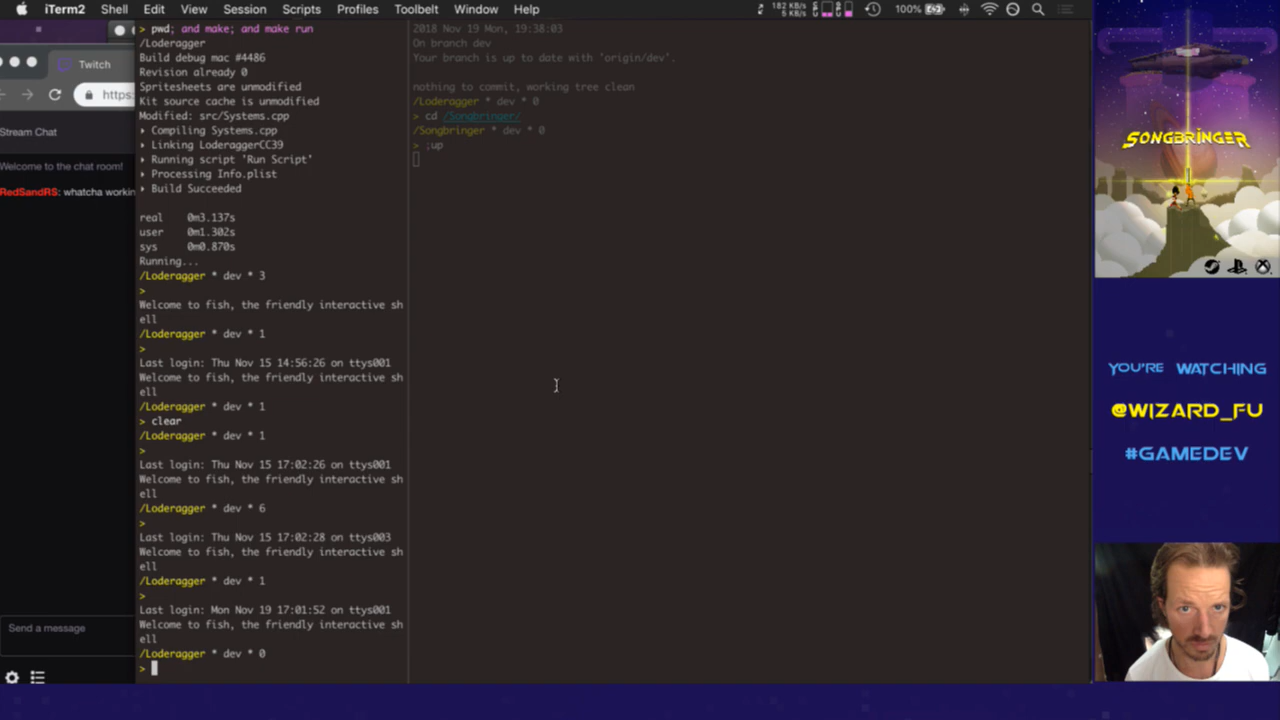 iTerm2 Shell Edit View Session Scripts Profiles Toolbelt Window Help
182 KB/s
5 KB/s
100%
Twitch
https:
Stream Chat
Welcome to the chat room!
RedSandRS: whatcha workin
Send a message
> pwd; and make; and make run
/Loderagger
Build debug mac #4486
Revision already 0
Spritesheets are unmodified
Kit source cache is unmodified
Modified: src/Systems.cpp
▸ Compiling Systems.cpp
▸ Linking LoderaggerCC39
▸ Running script 'Run Script'
▸ Processing Info.plist
▸ Build Succeeded
real 0m3.137s
user 0m1.302s
sys 0m0.870s
Running...
/Loderagger * dev * 3
>
Welcome to fish, the friendly interactive sh
ell
/Loderagger * dev * 1
>
Last login: Thu Nov 15 14:56:26 on ttys001
Welcome to fish, the friendly interactive sh
ell
/Loderagger * dev * 1
> clear
/Loderagger * dev * 1
>
Last login: Thu Nov 15 17:02:26 on ttys001
Welcome to fish, the friendly interactive sh
ell
/Loderagger * dev * 6
>
Last login: Thu Nov 15 17:02:28 on ttys003
Welcome to fish, the friendly interactive sh
ell
/Loderagger * dev * 1
>
Last login: Mon Nov 19 17:01:52 on ttys001
Welcome to fish, the friendly interactive sh
ell
/Loderagger * dev * 0
>
2018 Nov 19 Mon, 19:38:03
On branch dev
Your branch is up to date with 'origin/dev'.
nothing to commit, working tree clean
/Loderagger * dev * 0
> cd /Songbringer/
/Songbringer * dev * 0
> ;up
SONGBRINGER
YOU'RE WATCHING
@WIZARD_FU
#GAMEDEV